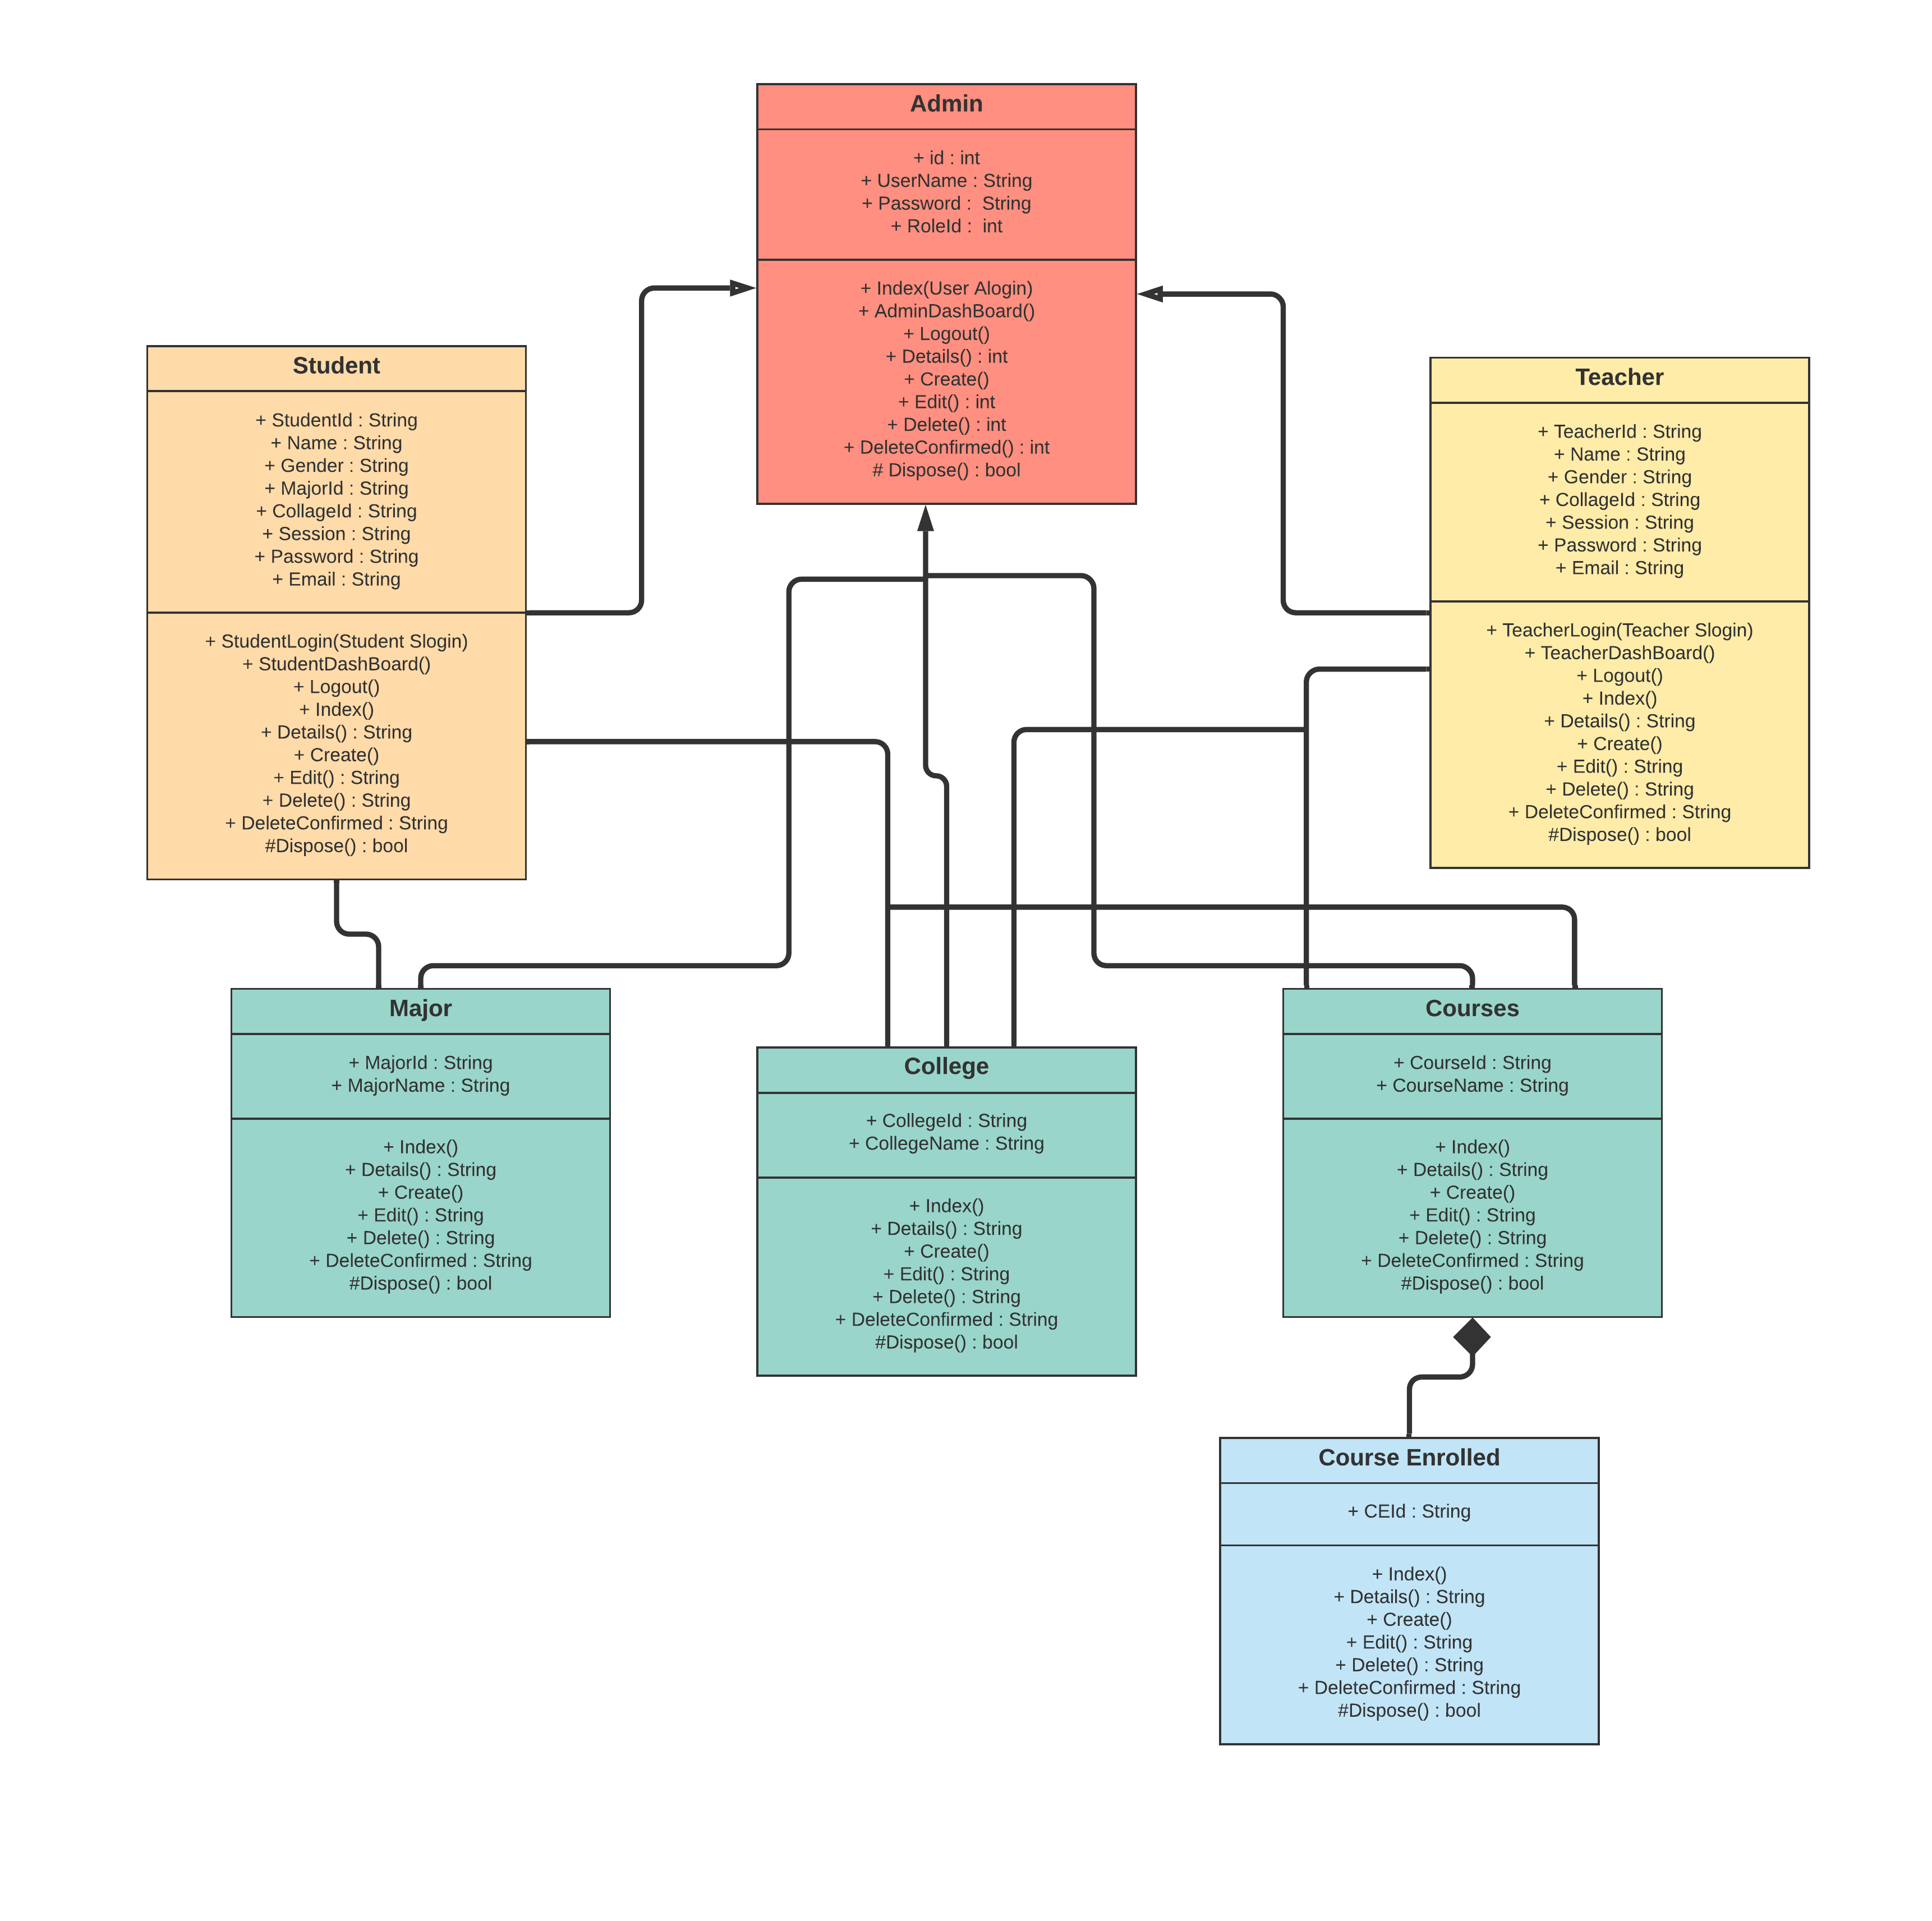 Admin
+ id : int
+ UserName : String
+ Password :  String
+ RoleId :  int
+ Index(User Alogin)
+ AdminDashBoard()
+ Logout()
+ Details() : int
+ Create()
+ Edit() : int
+ Delete() : int
+ DeleteConfirmed() : int
# Dispose() : bool
Student
+ StudentId : String
+ Name : String
+ Gender : String
+ MajorId : String
+ CollageId : String
+ Session : String
+ Password : String
+ Email : String
+ StudentLogin(Student Slogin)
+ StudentDashBoard()
+ Logout()
+ Index()
+ Details() : String
+ Create()
+ Edit() : String
+ Delete() : String
+ DeleteConfirmed : String
#Dispose() : bool
Teacher
+ TeacherId : String
+ Name : String
+ Gender : String
+ CollageId : String
+ Session : String
+ Password : String
+ Email : String
+ TeacherLogin(Teacher Slogin)
+ TeacherDashBoard()
+ Logout()
+ Index()
+ Details() : String
+ Create()
+ Edit() : String
+ Delete() : String
+ DeleteConfirmed : String
#Dispose() : bool
Major
+ MajorId : String
+ MajorName : String
+ Index()
+ Details() : String
+ Create()
+ Edit() : String
+ Delete() : String
+ DeleteConfirmed : String
#Dispose() : bool
College
+ CollegeId : String
+ CollegeName : String
+ Index()
+ Details() : String
+ Create()
+ Edit() : String
+ Delete() : String
+ DeleteConfirmed : String
#Dispose() : bool
Courses
+ CourseId : String
+ CourseName : String
+ Index()
+ Details() : String
+ Create()
+ Edit() : String
+ Delete() : String
+ DeleteConfirmed : String
#Dispose() : bool
Course Enrolled
+ CEId : String
+ Index()
+ Details() : String
+ Create()
+ Edit() : String
+ Delete() : String
+ DeleteConfirmed : String
#Dispose() : bool